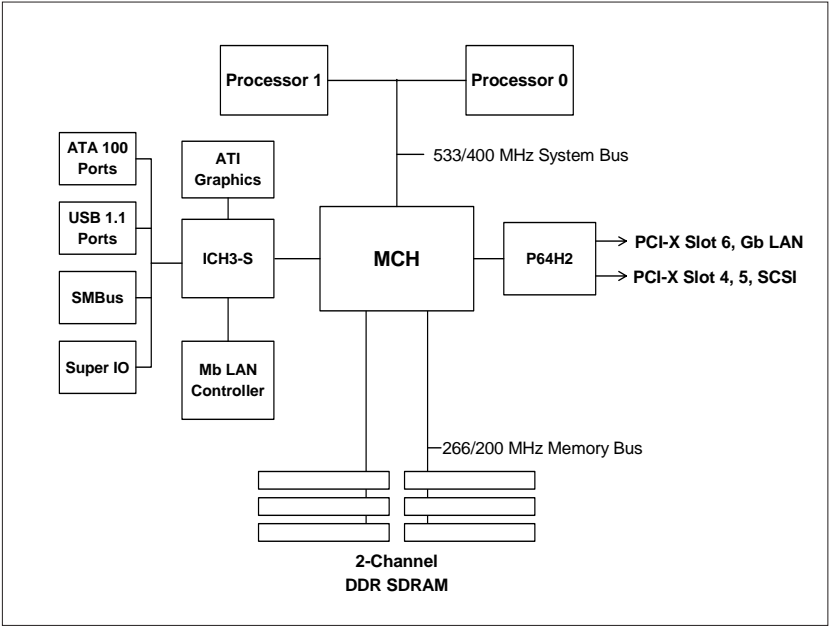 Processor 1
Processor 0
533/400 MHz System Bus
ATA 100
Ports
ATI
Graphics
USB 1.1
Ports
ICH3-S
MCH
P64H2
PCI-X Slot 6, Gb LAN
PCI-X Slot 4, 5, SCSI
SMBus
Super IO
Mb LAN
Controller
266/200 MHz Memory Bus
2-Channel
DDR SDRAM